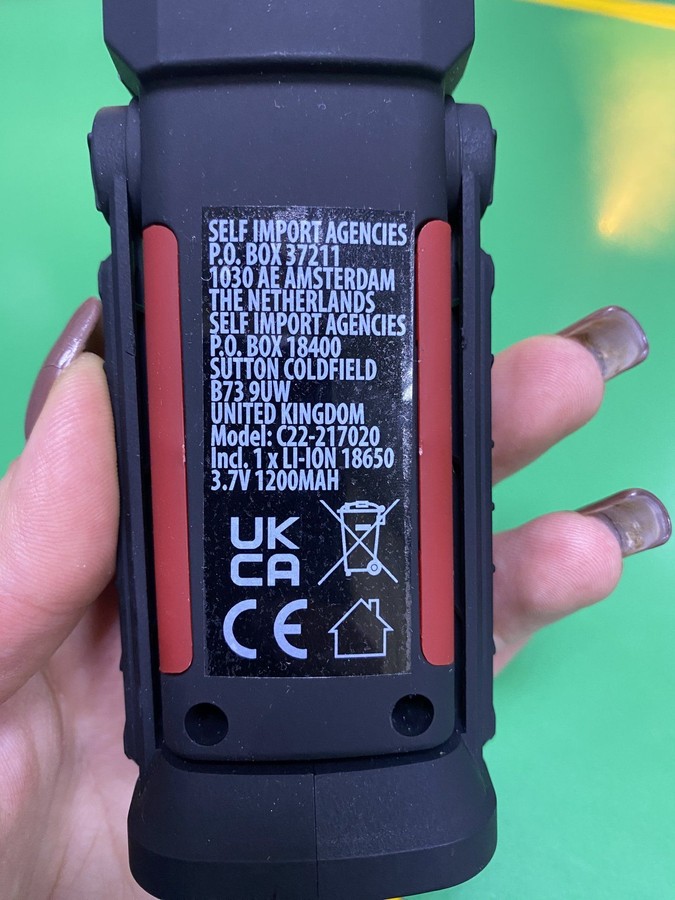 SELF IMPORT AGENCIES
P.O. BOX 37211
1030 AE AMSTERDAM
THE NETHERLANDS
SELF IMPORT AGENCIES
P.O. BOX 18400
SUTTON COLDFIELD
B73 9UW
UNITED KINGDOM
Model: C22-217020
Incl. 1 x LI-ION 18650
3.7V 1200MAH
UK
CA
CE